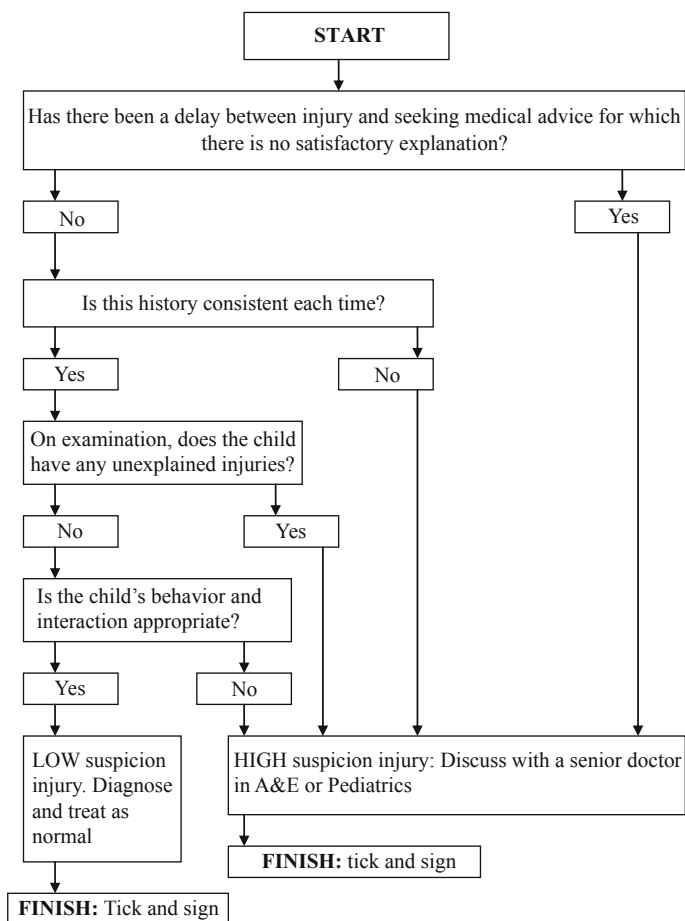 START
Has there been a delay between injury and seeking medical advice for which
there is no satisfactory explanation?
No
Yes
Is this history consistent each time?
Yes
No
On examination, does the child
have any unexplained injuries?
No
Yes
Is the child’s behavior and
interaction appropriate?
Yes
No
LOW suspicion
injury. Diagnose
and treat as
normal
HIGH suspicion injury: Discuss with a senior doctor
in A&E or Pediatrics
FINISH: tick and sign
FINISH: Tick and sign